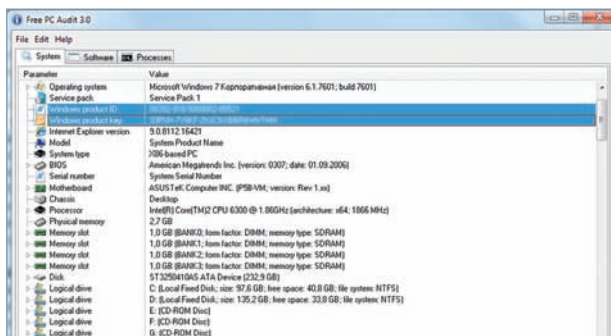 Free PC Audit 3.0
File Edit Help
System Software Processes
Parameter Value
Operating system Microsoft Windows 7 Корпоративная (version 6.1.7601; build 7601)
Service pack Service Pack 1
Windows product ID
Windows product key
Internet Explorer version 9.0.8112.16421
Model System Product Name
System type X86-based PC
BIOS American Megatrends Inc. (version: 0307; date: 01.09.2006)
Serial number System Serial Number
Motherboard ASUSTeK Computer INC. (P5B-VM; version: Rev 1.xx)
Chassis Desktop
Processor Intel(R) Core(TM)2 CPU 6300 @ 1.86GHz (architecture: x64; 1866 MHz)
Physical memory 2,7 GB
Memory slot 1,0 GB (BANK0; form factor: DIMM; memory type: SDRAM)
Memory slot 1,0 GB (BANK1; form factor: DIMM; memory type: SDRAM)
Memory slot 1,0 GB (BANK2; form factor: DIMM; memory type: SDRAM)
Memory slot 1,0 GB (BANK3; form factor: DIMM; memory type: SDRAM)
Disk ST3250410AS ATA Device (232,9 GB)
Logical drive C: (Local Fixed Disk; size: 97,6 GB; free space: 40,8 GB; file system: NTFS)
Logical drive D: (Local Fixed Disk; size: 135,2 GB; free space: 33,8 GB; file system: NTFS)
Logical drive E: (CD-ROM Disc)
Logical drive F: (CD-ROM Disc)
Logical drive G: (CD-ROM Disc)